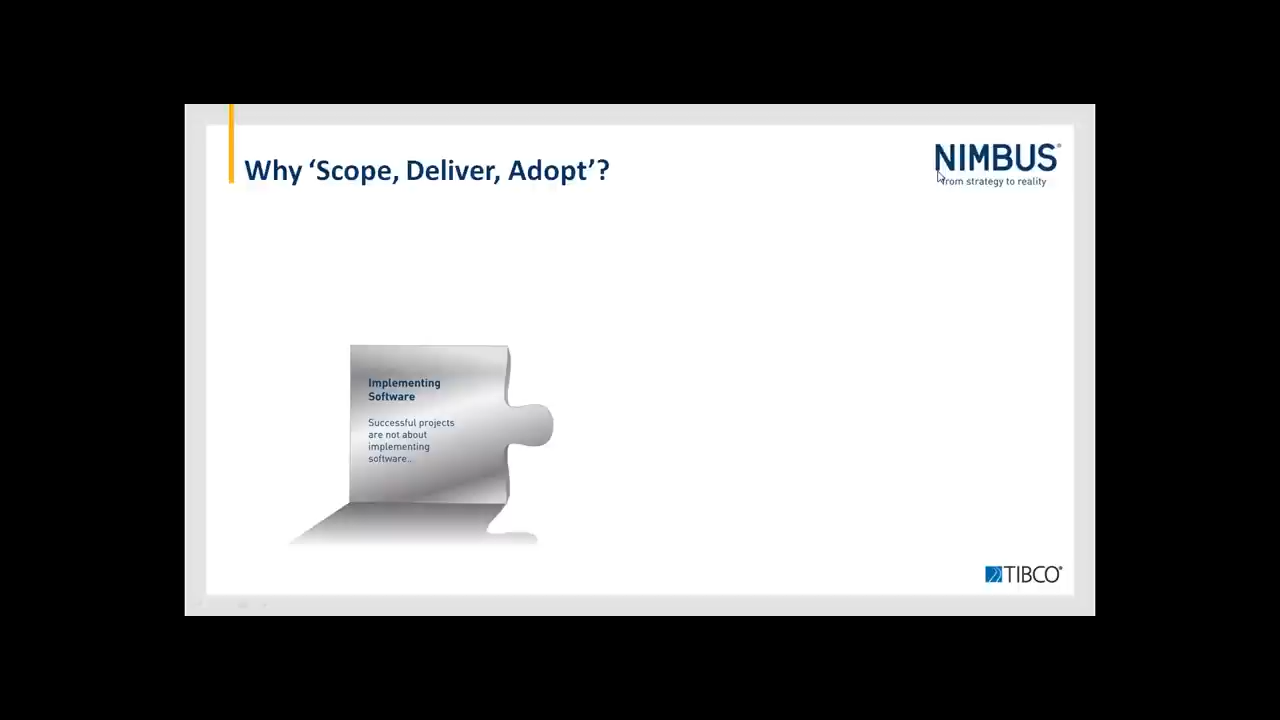 Why ‘Scope, Deliver, Adopt’?
NIMBUS®
from strategy to reality
Implementing
Software
Successful projects
are not about
implementing
software...
TIBCO®